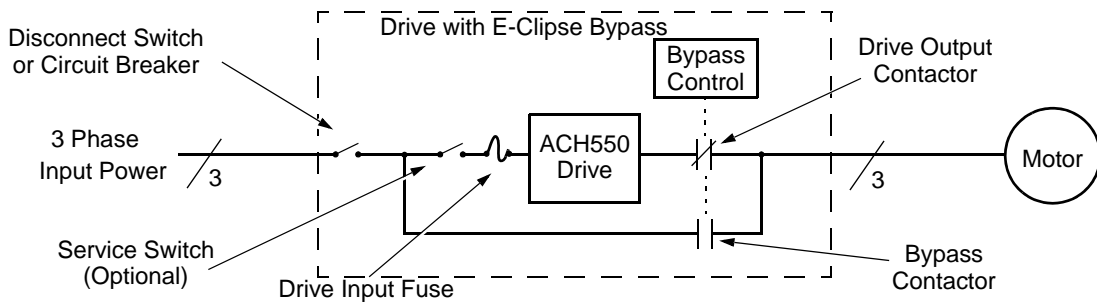 Drive with E-Clipse Bypass
Disconnect Switch
or Circuit Breaker
Bypass
Control
Drive Output
Contactor
3 Phase
Input Power
3
ACH550
Drive
3
Motor
Service Switch
(Optional)
Drive Input Fuse
Bypass
Contactor